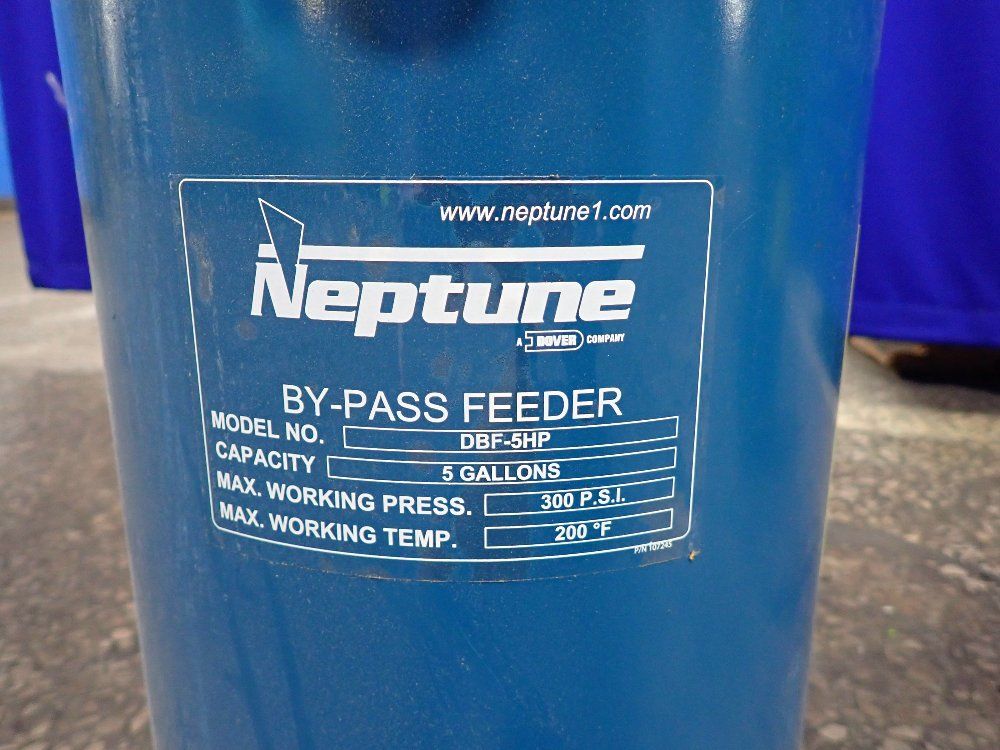 www.neptune1.com
Neptune
A DOVER COMPANY
BY-PASS FEEDER
MODEL NO. DBF-5HP
CAPACITY 5 GALLONS
MAX. WORKING PRESS. 300 P.S.I.
MAX. WORKING TEMP. 200 °F
P/N 107245